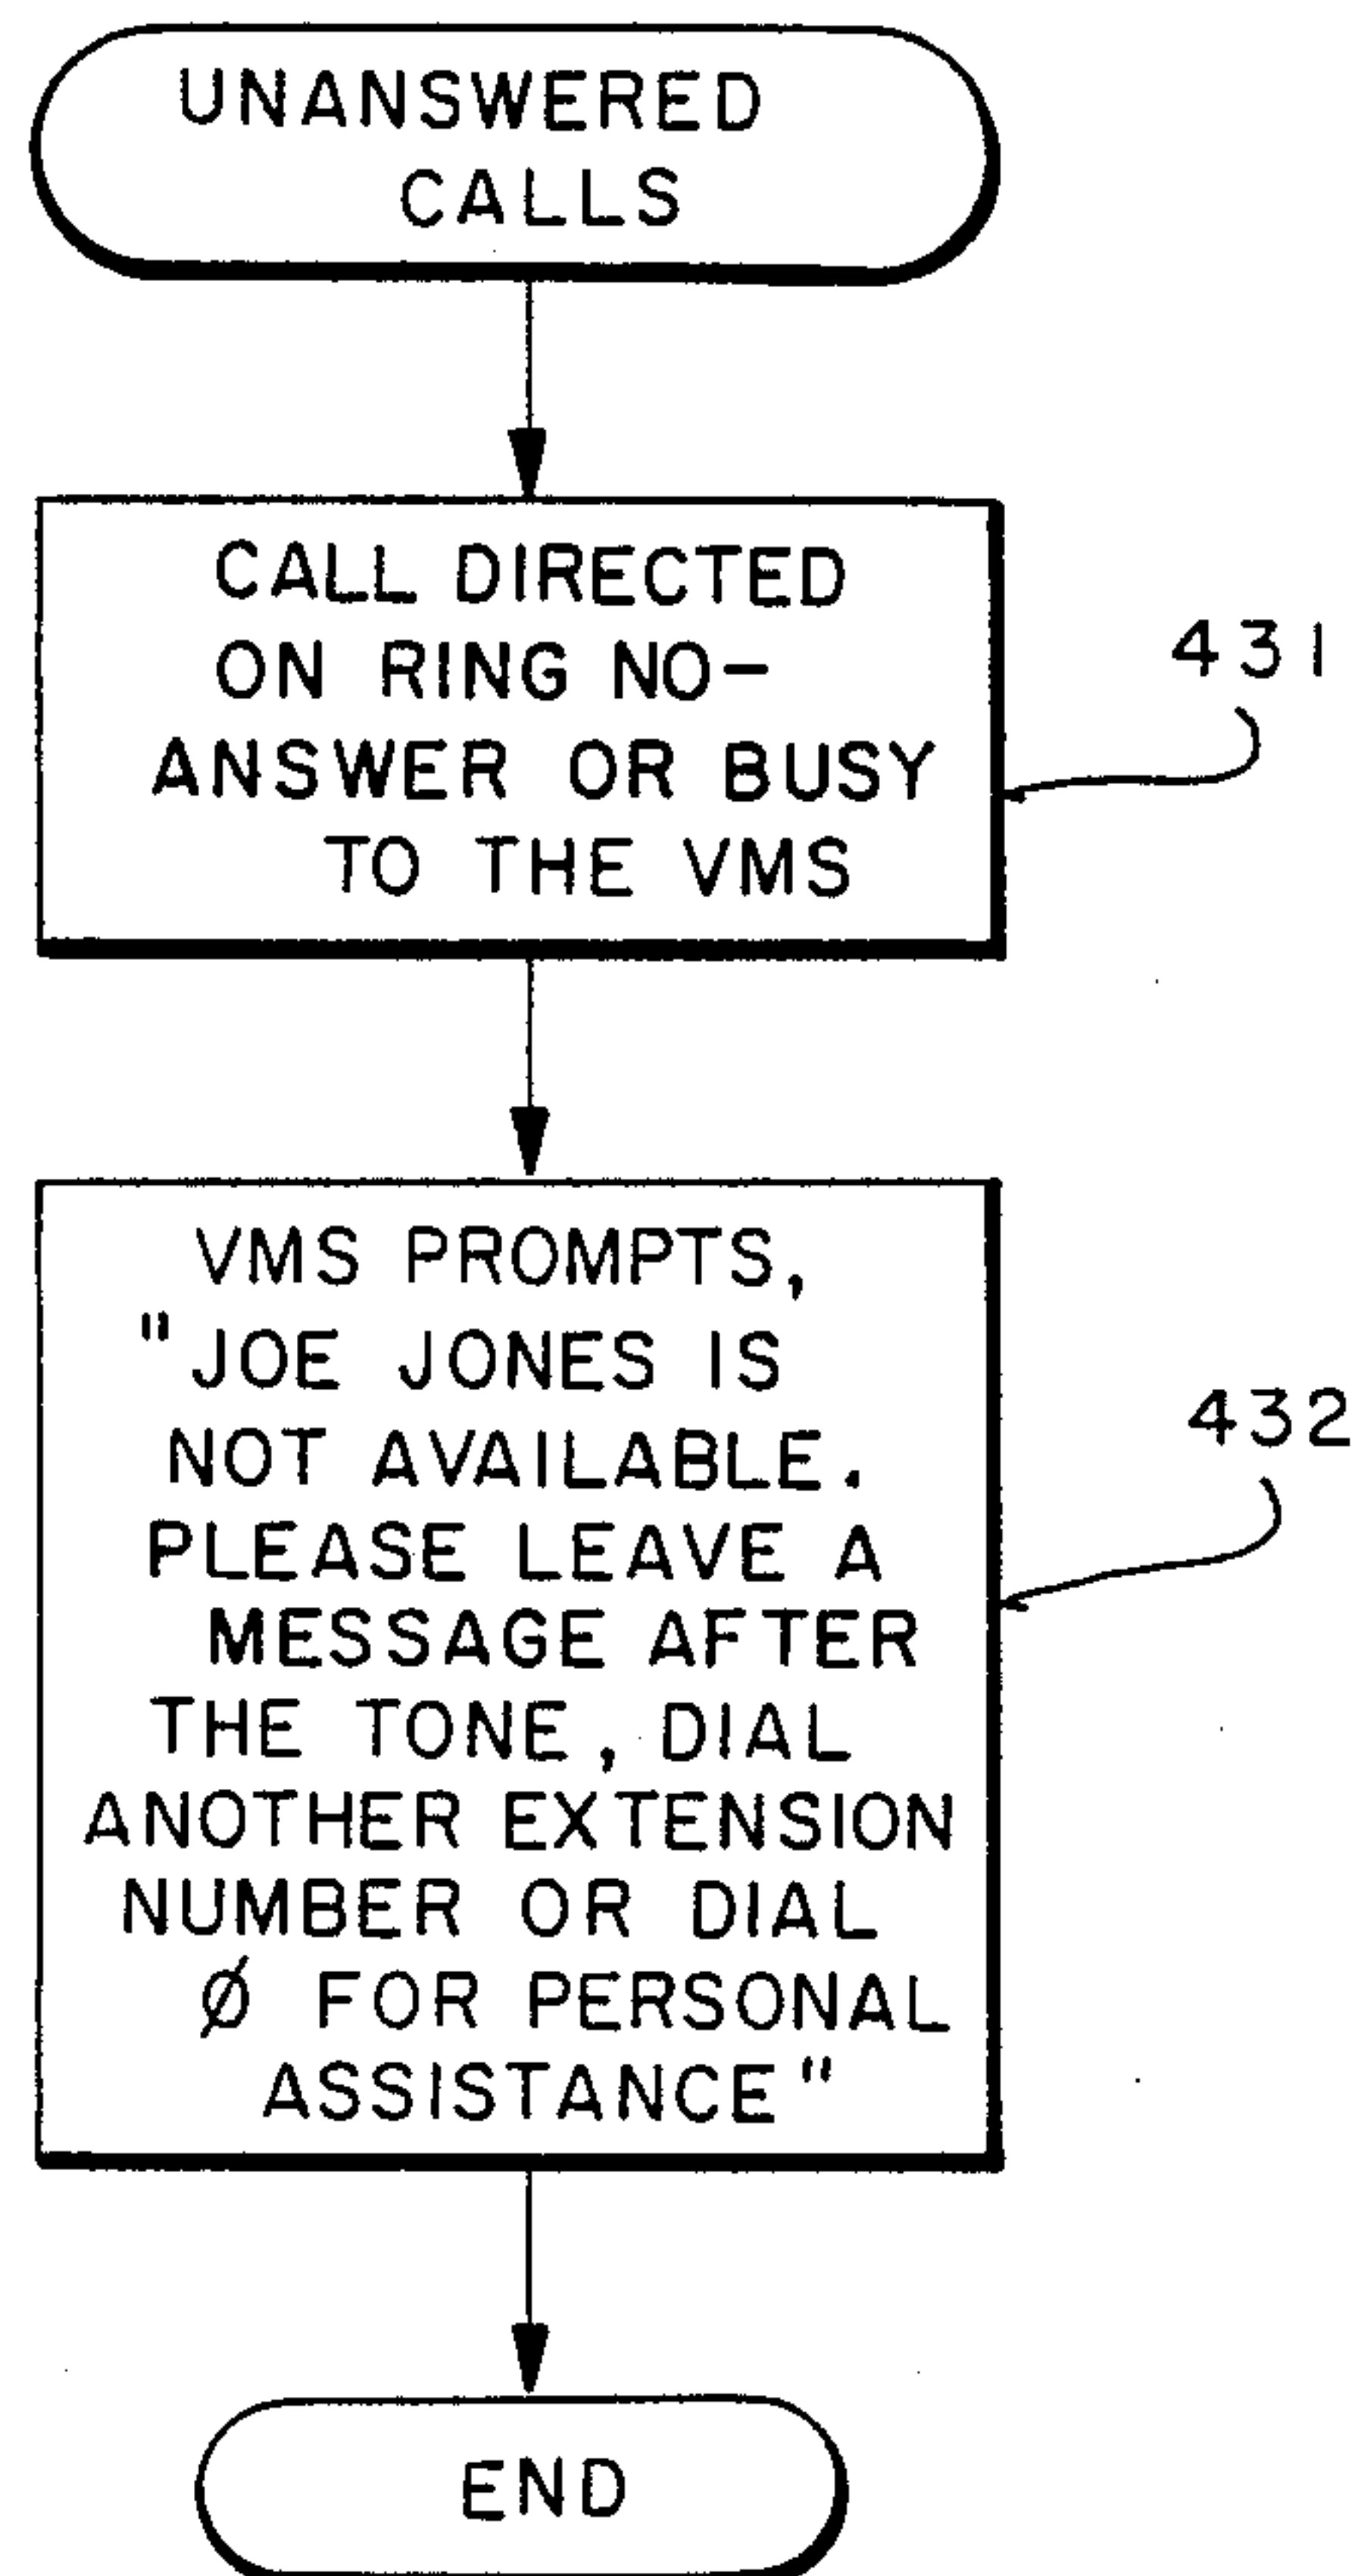 UNANSWERED
CALLS
CALL DIRECTED
ON RING NO-
ANSWER OR BUSY
TO THE VMS
431
VMS PROMPTS,
"JOE JONES IS
NOT AVAILABLE.
PLEASE LEAVE A
MESSAGE AFTER
THE TONE, DIAL
ANOTHER EXTENSION
NUMBER OR DIAL
Ø FOR PERSONAL
ASSISTANCE"
432
END